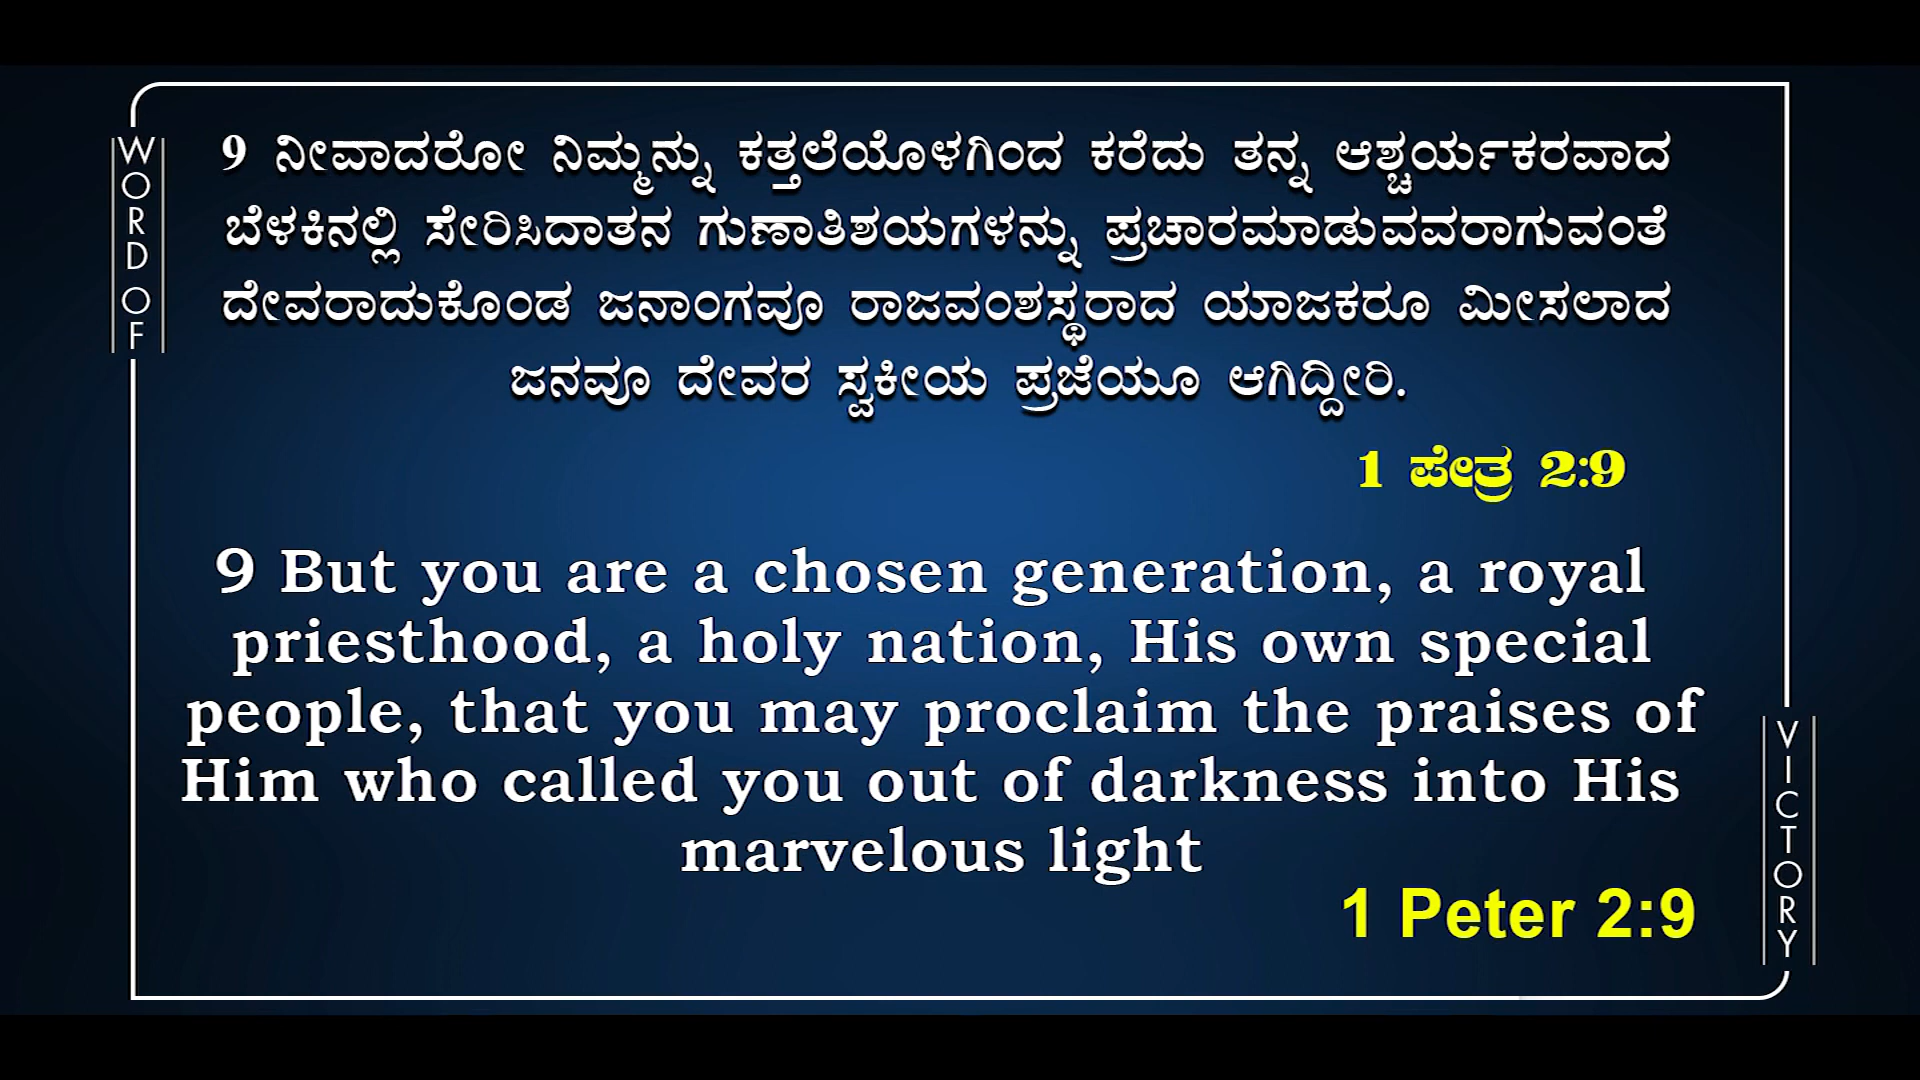 WORD OF
9 ನೀವಾದರೋ ನಿಮ್ಮನ್ನು ಕತ್ತಲೆಯೊಳಗಿಂದ ಕರೆದು ತನ್ನ ಆಶ್ಚರ್ಯಕರವಾದ
ಬೆಳಕಿನಲ್ಲಿ ಸೇರಿಸಿದಾತನ ಗುಣಾತಿಶಯಗಳನ್ನು ಪ್ರಚಾರಮಾಡುವವರಾಗುವಂತೆ
ದೇವರಾದುಕೊಂಡ ಜನಾಂಗವೂ ರಾಜವಂಶಸ್ಥರಾದ ಯಾಜಕರೂ ಮೀಸಲಾದ
ಜನವೂ ದೇವರ ಸ್ವಕೀಯ ಪ್ರಜೆಯೂ ಆಗಿದ್ದೀರಿ.
1 ಪೇತ್ರ 2:9
9 But you are a chosen generation, a royal
priesthood, a holy nation, His own special
people, that you may proclaim the praises of
Him who called you out of darkness into His
marvelous light
1 Peter 2:9
VICTORY